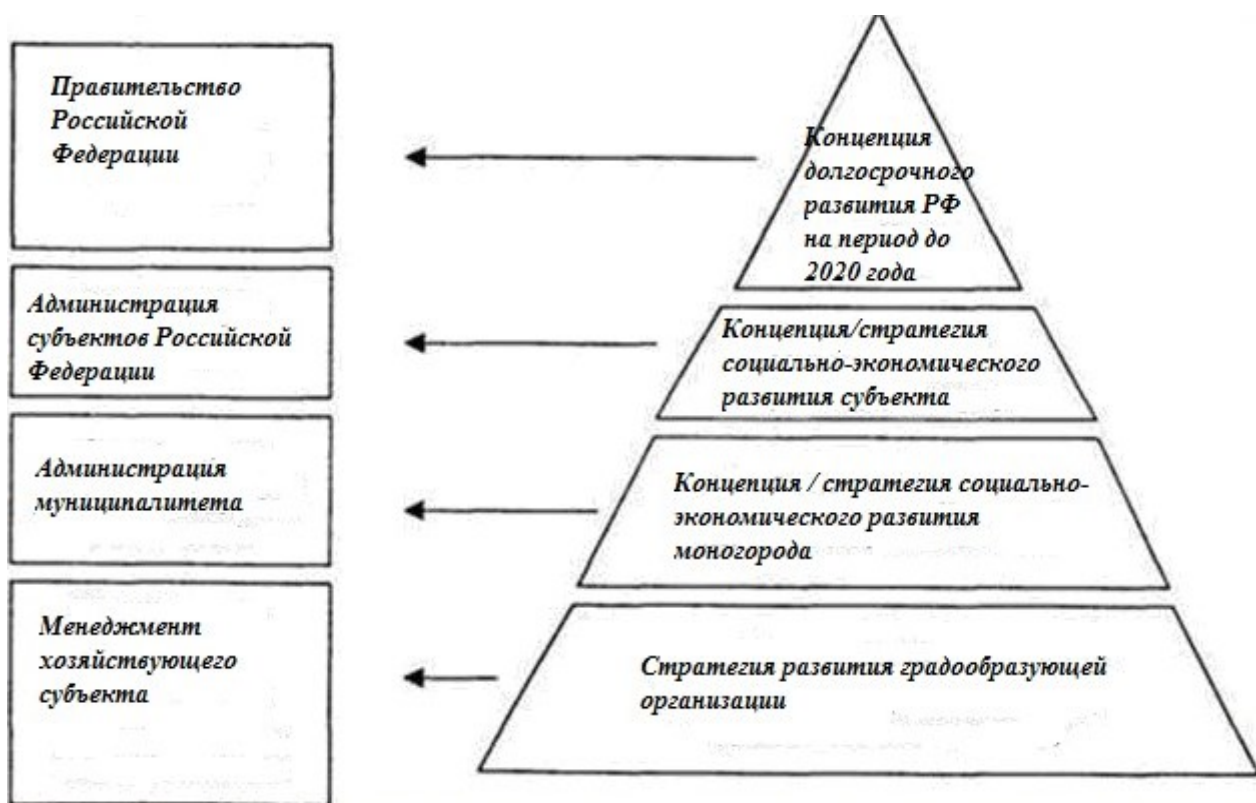 Правительство
Российской
Федерации
Концепция
долгосрочного
развития РФ
на период до
2020 года
Администрация
субъектов Российской
Федерации
Концепция/стратегия
социально-экономического
развития субъекта
Администрация
муниципалитета
Концепция / стратегия социально-
экономического развития
моногорода
Менеджмент
хозяйствующего
субъекта
Стратегия развития градообразующей
организации